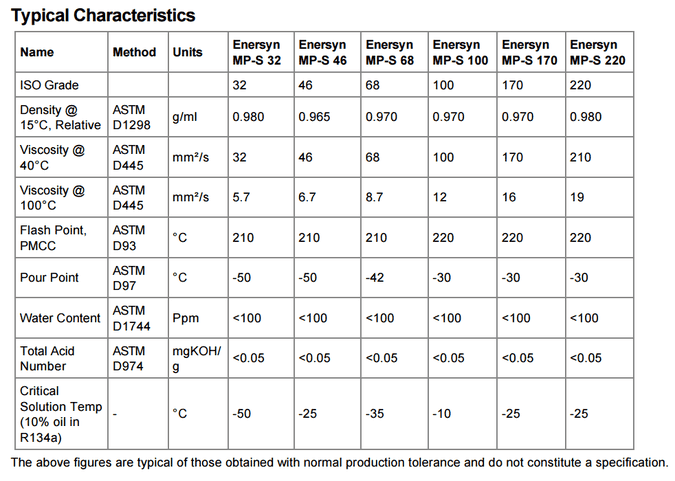 Typical Characteristics
Name Method Units Enersyn MP-S 32 Enersyn MP-S 46 Enersyn MP-S 68 Enersyn MP-S 100 Enersyn MP-S 170 Enersyn MP-S 220
ISO Grade 32 46 68 100 170 220
Density @ 15°C, Relative ASTM D1298 g/ml 0.980 0.965 0.970 0.970 0.970 0.980
Viscosity @ 40°C ASTM D445 mm²/s 32 46 68 100 170 210
Viscosity @ 100°C ASTM D445 mm²/s 5.7 6.7 8.7 12 16 19
Flash Point, PMCC ASTM D93 °C 210 210 210 220 220 220
Pour Point ASTM D97 °C -50 -50 -42 -30 -30 -30
Water Content ASTM D1744 Ppm <100 <100 <100 <100 <100 <100
Total Acid Number ASTM D974 mgKOH/g <0.05 <0.05 <0.05 <0.05 <0.05 <0.05
Critical Solution Temp (10% oil in R134a) - °C -50 -25 -35 -10 -25 -25
The above figures are typical of those obtained with normal production tolerance and do not constitute a specification.